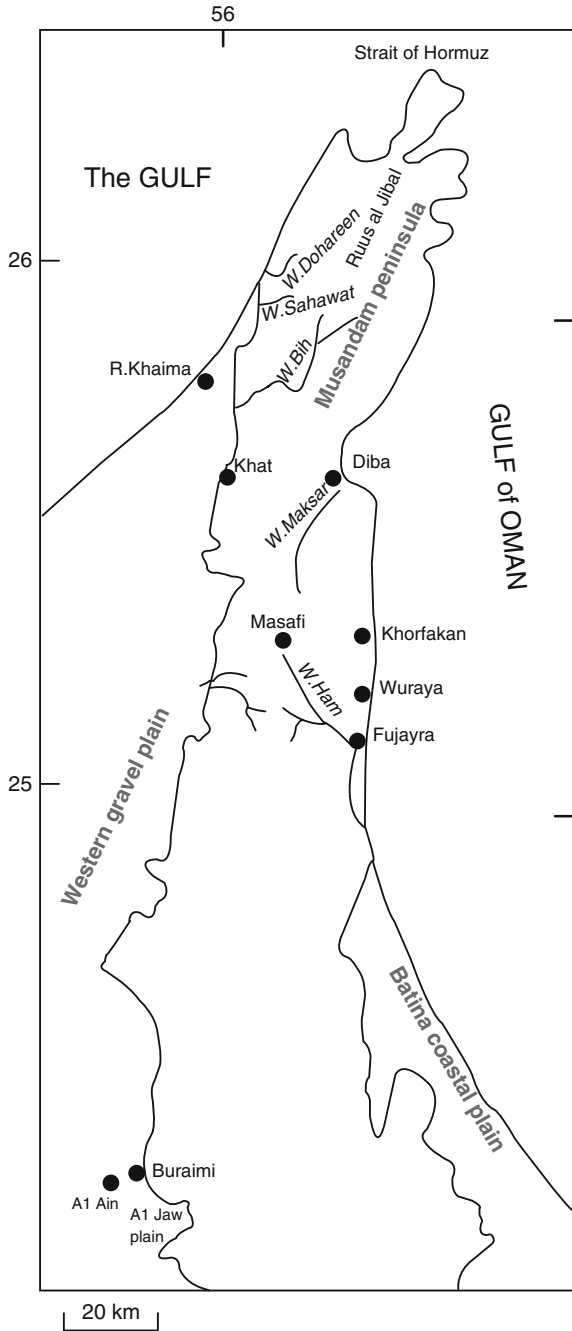 56
Strait of Hormuz
The GULF
Ruus al Jibal
W.Dohareen
Musandam peninsula
26
W.Sahawat
W.Bih
R.Khaima
GULF of OMAN
Khat
Diba
W.Maksar
Masafi
Khorfakan
W.Ham
Wuraya
Fujayra
25
Western gravel plain
Batina coastal plain
Buraimi
A1 Ain
A1 Jaw
plain
20 km